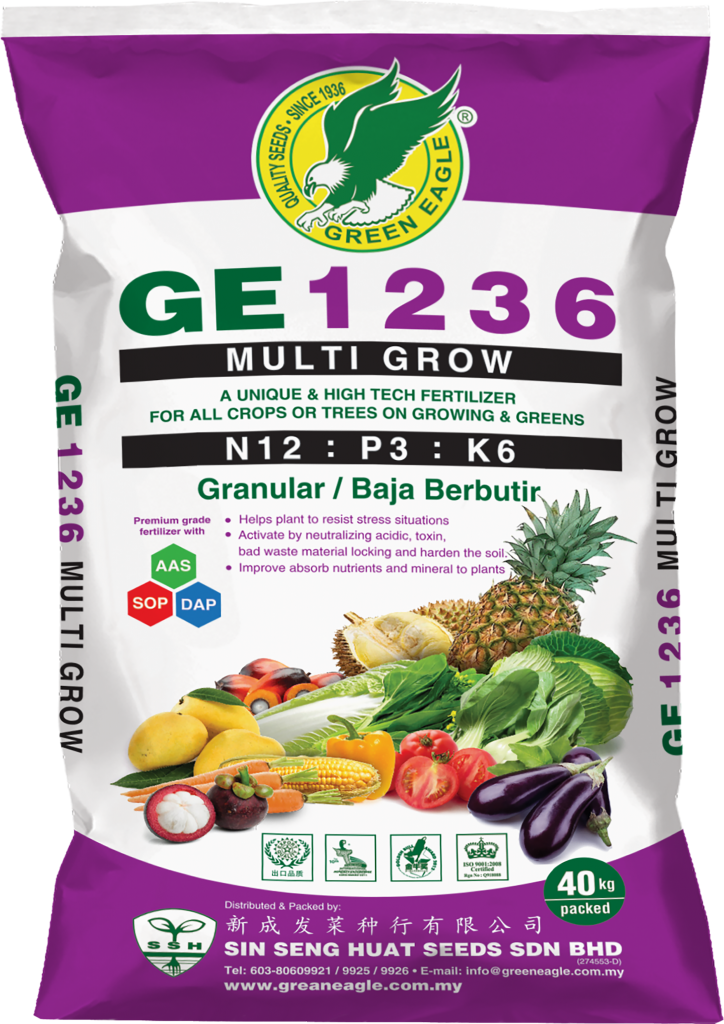 QUALITY SEEDS • SINCE 1936
GREEN EAGLE
®
GE 1236
MULTI GROW
A UNIQUE & HIGH TECH FERTILIZER
FOR ALL CROPS OR TREES ON GROWING & GREENS
N12 : P3 : K6
Granular / Baja Berbutir
Premium grade
fertilizer with
AAS
SOP DAP
• Helps plant to resist stress situations
• Activate by neutralizing acidic, toxin,
bad waste material locking and harden the soil.
• Improve absorb nutrients and mineral to plants
GE 1236 MULTI GROW
GE 1236 MULTI GROW
出口品质
ISO 9001:2008
Certified
40 kg
packed
Distributed & Packed by:
新成发菜种行有限公司
SSH
SIN SENG HUAT SEEDS SDN BHD
(274553-D)
Tel: 603-80609921 / 9925 / 9926 • E-mail: info@greeneagle.com.my
www.greaneagle.com.my